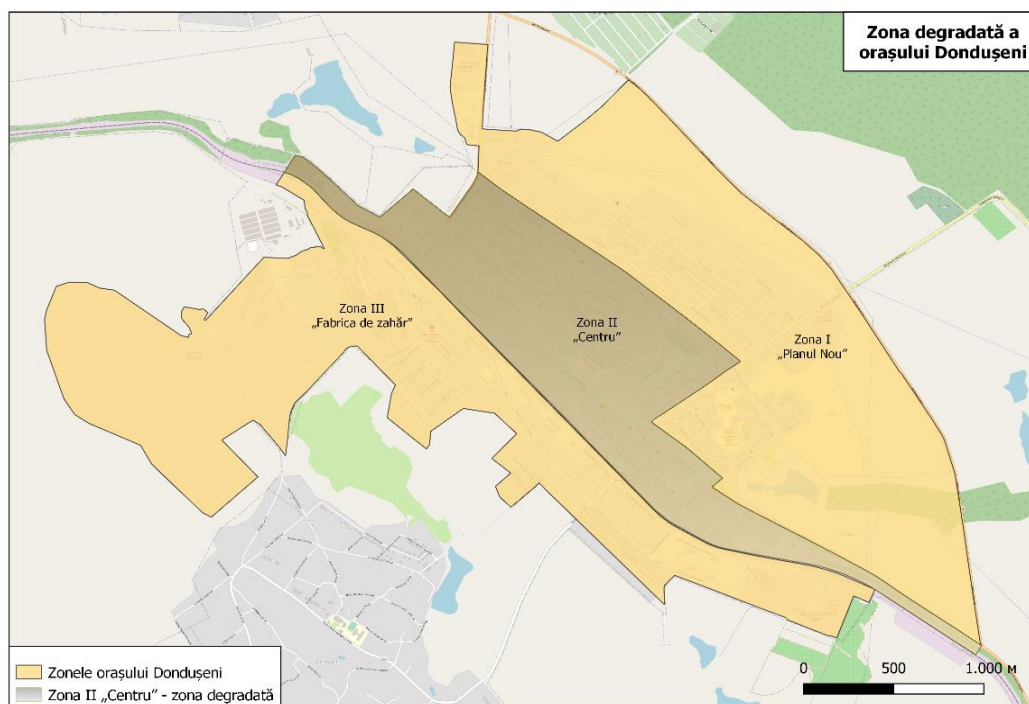 Zona degradată a
orașului Dondușeni
Zona III
„Fabrica de zahăr”
Zona II
„Centru”
Zona I
„Planul Nou”
Zonele orașului Dondușeni
Zona II „Centru” - zona degradată
0 500 1.000 м